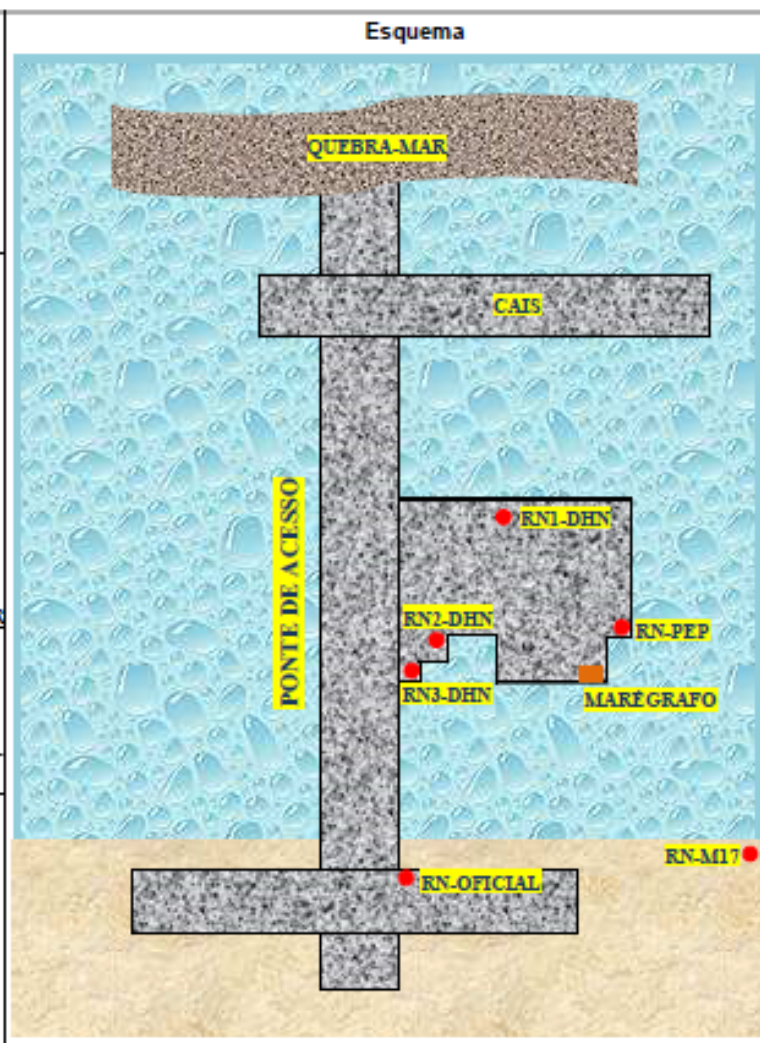 Esquema
QUEBRA-MAR
CAIS
PONTE DE ACESSO
RN1-DHN
RN2-DHN
RN-PEP
RN3-DHN
MARÉGRAFO
RN-M17
RN-OFICIAL